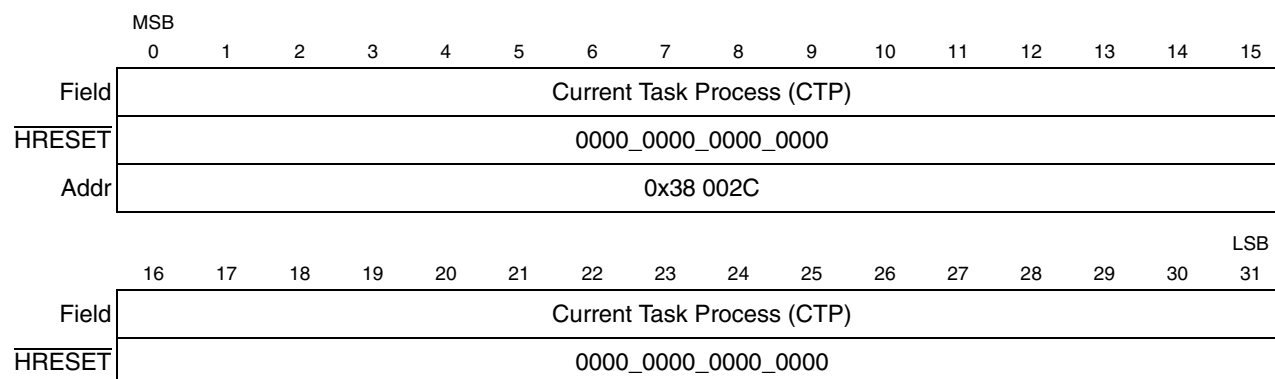 MSB
0 1 2 3 4 5 6 7 8 9 10 11 12 13 14 15
Field Current Task Process (CTP)
HRESET 0000_0000_0000_0000
Addr 0x38 002C
LSB
16 17 18 19 20 21 22 23 24 25 26 27 28 29 30 31
Field Current Task Process (CTP)
HRESET 0000_0000_0000_0000